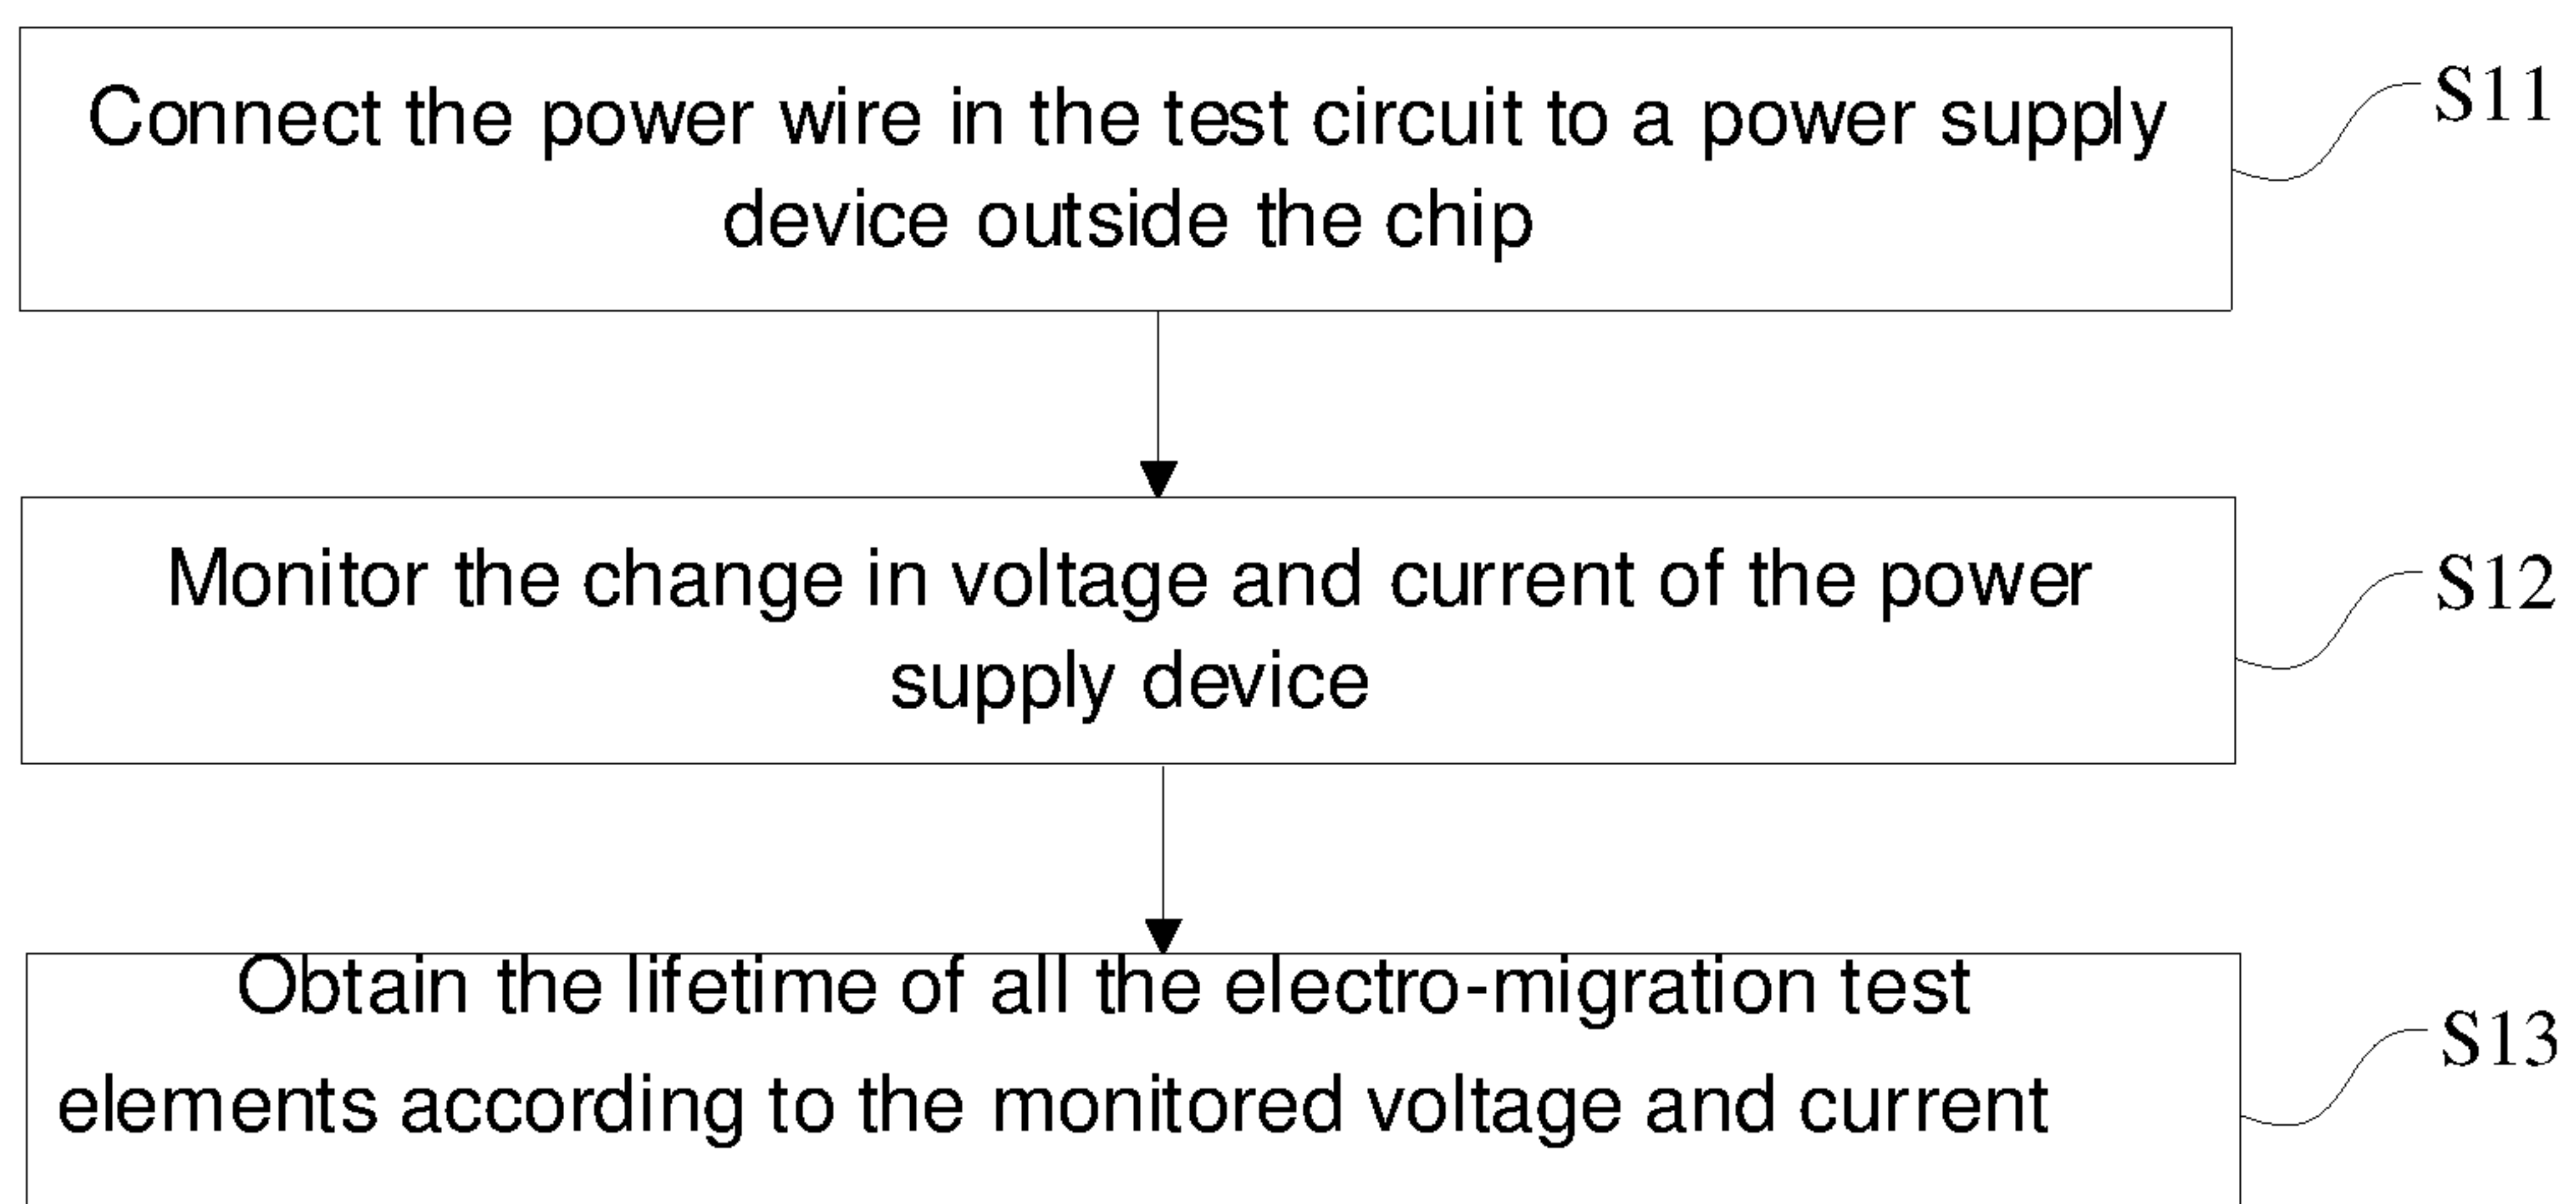 Connect the power wire in the test circuit to a power supply
device outside the chip
S11
Monitor the change in voltage and current of the power
supply device
S12
Obtain the lifetime of all the electro-migration test
elements according to the monitored voltage and current
S13